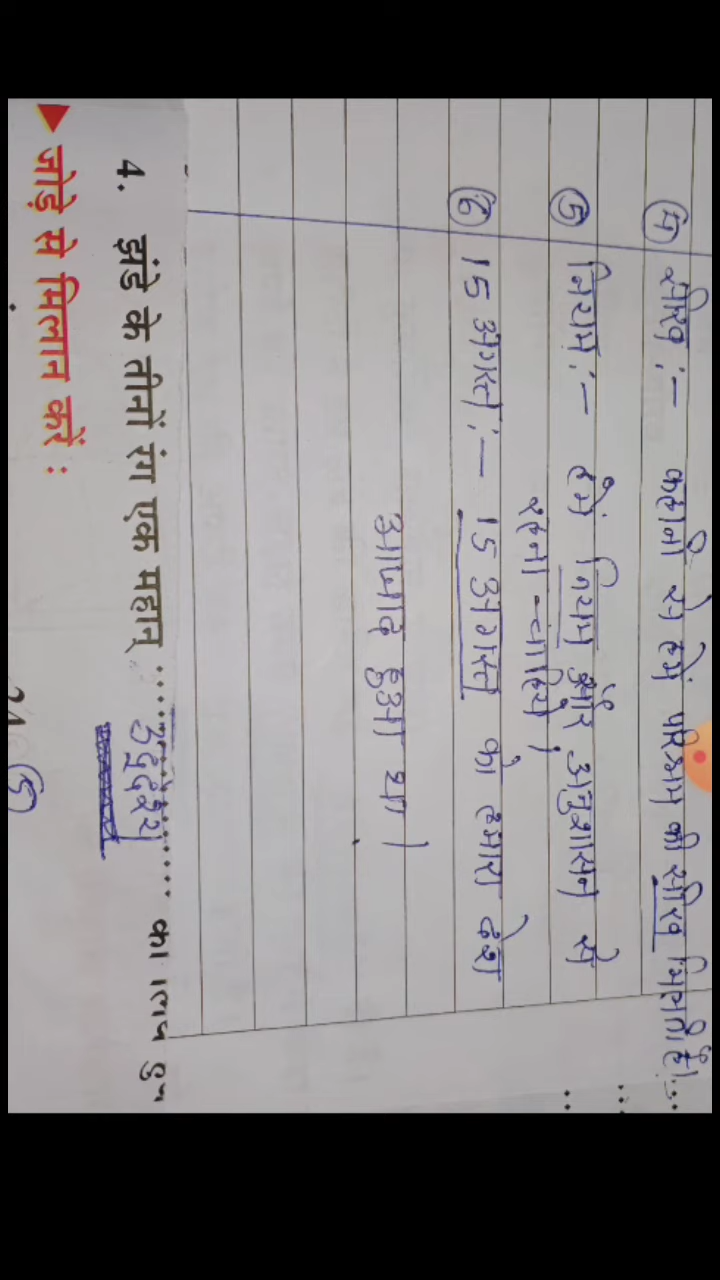 ④ सीख :- कहानी से हमें परिश्रम की सीख मिलती है।
⑤ नियम :- हमें नियम और अनुशासन से
रहना चाहिये।
⑥ 15 अगस्त :- 15 अगस्त को हमारा देश
आजाद हुआ था।
4. झंडे के तीनों रंग एक महान् .................. का
उद्देश्य
▶ जोड़े से मिलान करें :